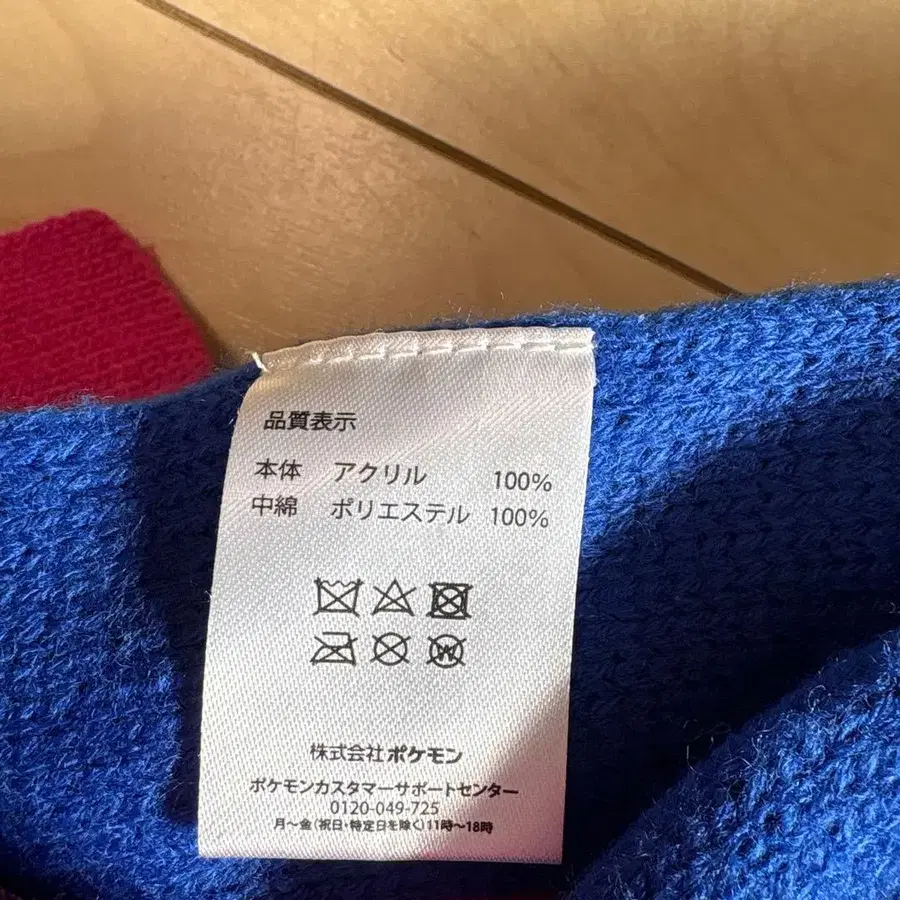 品質表示
本体 アクリル 100%
中綿 ポリエステル 100%
W
株式会社ポケモン
ポケモンカスタマーサポートセンター
0120-049-725
月〜金(祝日・特定日を除く)11時〜18時